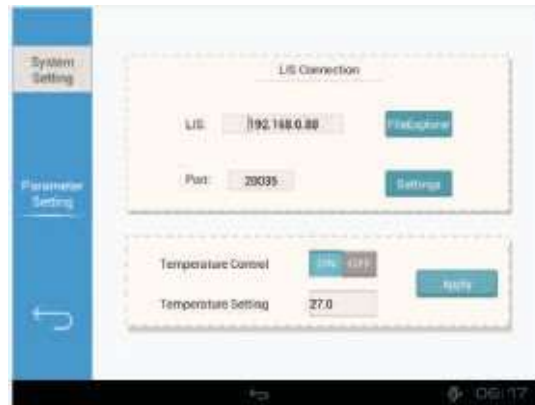 System
Setting
LIS Connection
LIS: 192.168.0.88
FileExplorer
Parameter
Setting
Port: 20035
Settings
Temperature Control
ON OFF
Apply
Temperature Setting 27.0
06:17